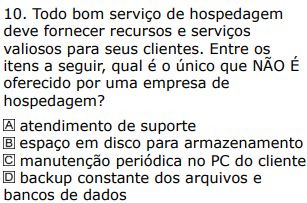 10. Todo bom serviço de hospedagem
deve fornecer recursos e serviços
valiosos para seus clientes. Entre os
itens a seguir, qual é o único que NÃO É
oferecido por uma empresa de
hospedagem?
A atendimento de suporte
B espaço em disco para armazenamento
C manutenção periódica no PC do cliente
D backup constante dos arquivos e
bancos de dados